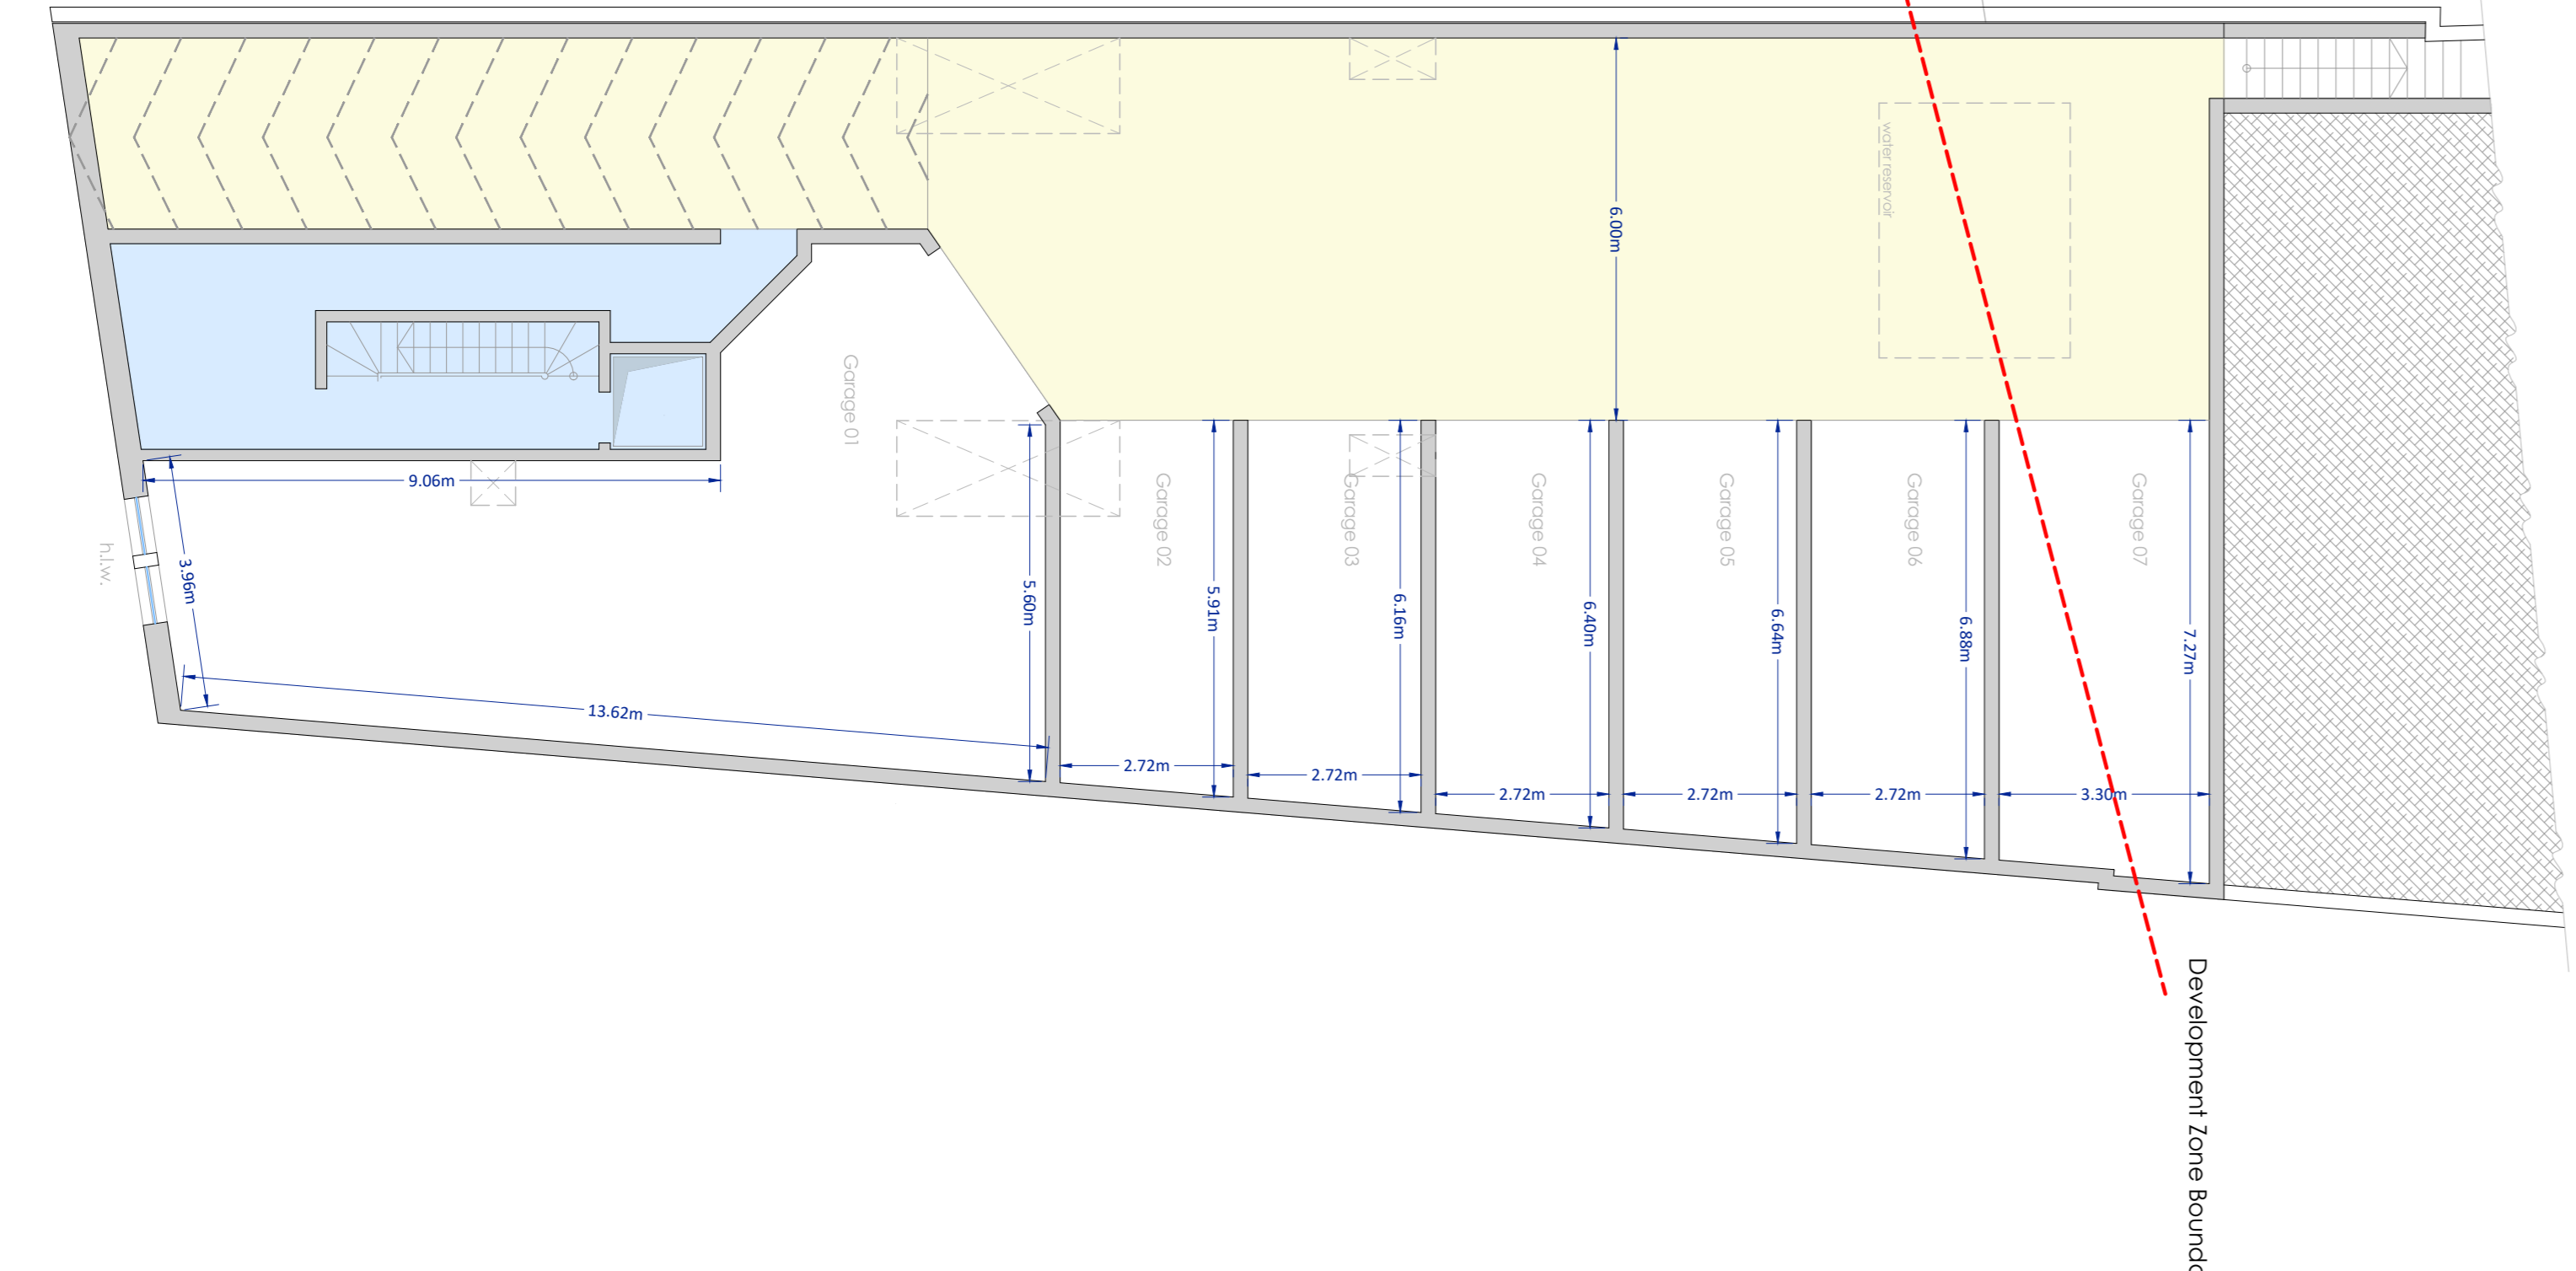 water reservoir
6.00m
Garage 01
Garage 02
Garage 03
Garage 04
Garage 05
Garage 06
Garage 07
9.06m
3.96m
h.l.w.
13.62m
5.60m
5.91m
6.16m
6.40m
6.64m
6.88m
7.27m
2.72m
2.72m
2.72m
2.72m
2.72m
3.30m
Development Zone Bounda